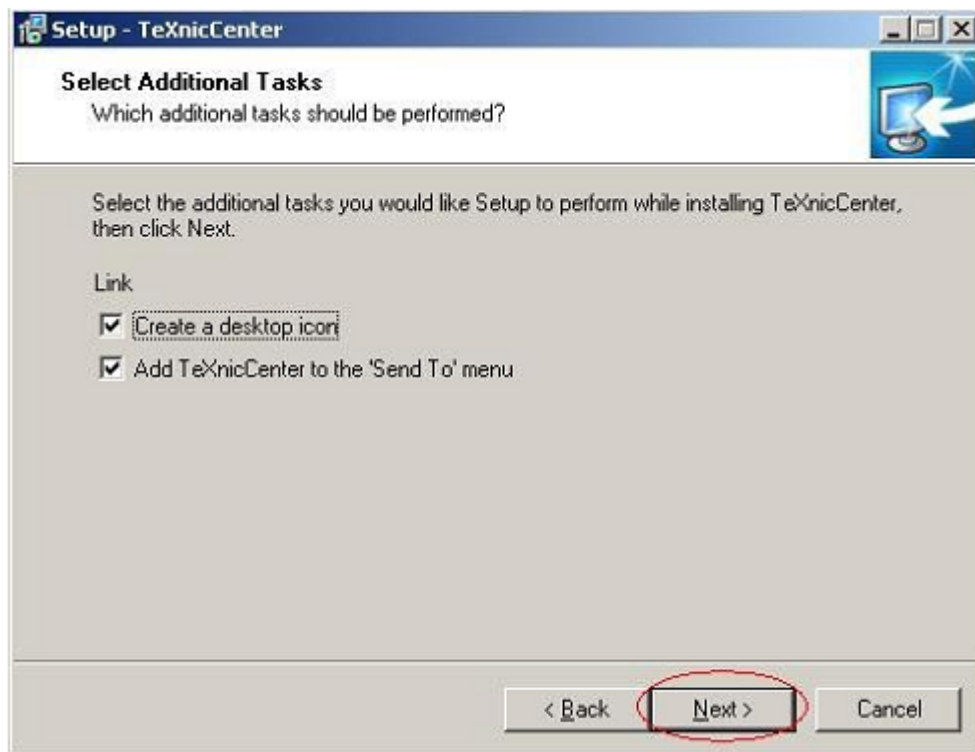 Setup - TeXnicCenter
Select Additional Tasks
Which additional tasks should be performed?
Select the additional tasks you would like Setup to perform while installing TeXnicCenter,
then click Next.
Link
Create a desktop icon
Add TeXnicCenter to the 'Send To' menu
< Back
Next >
Cancel